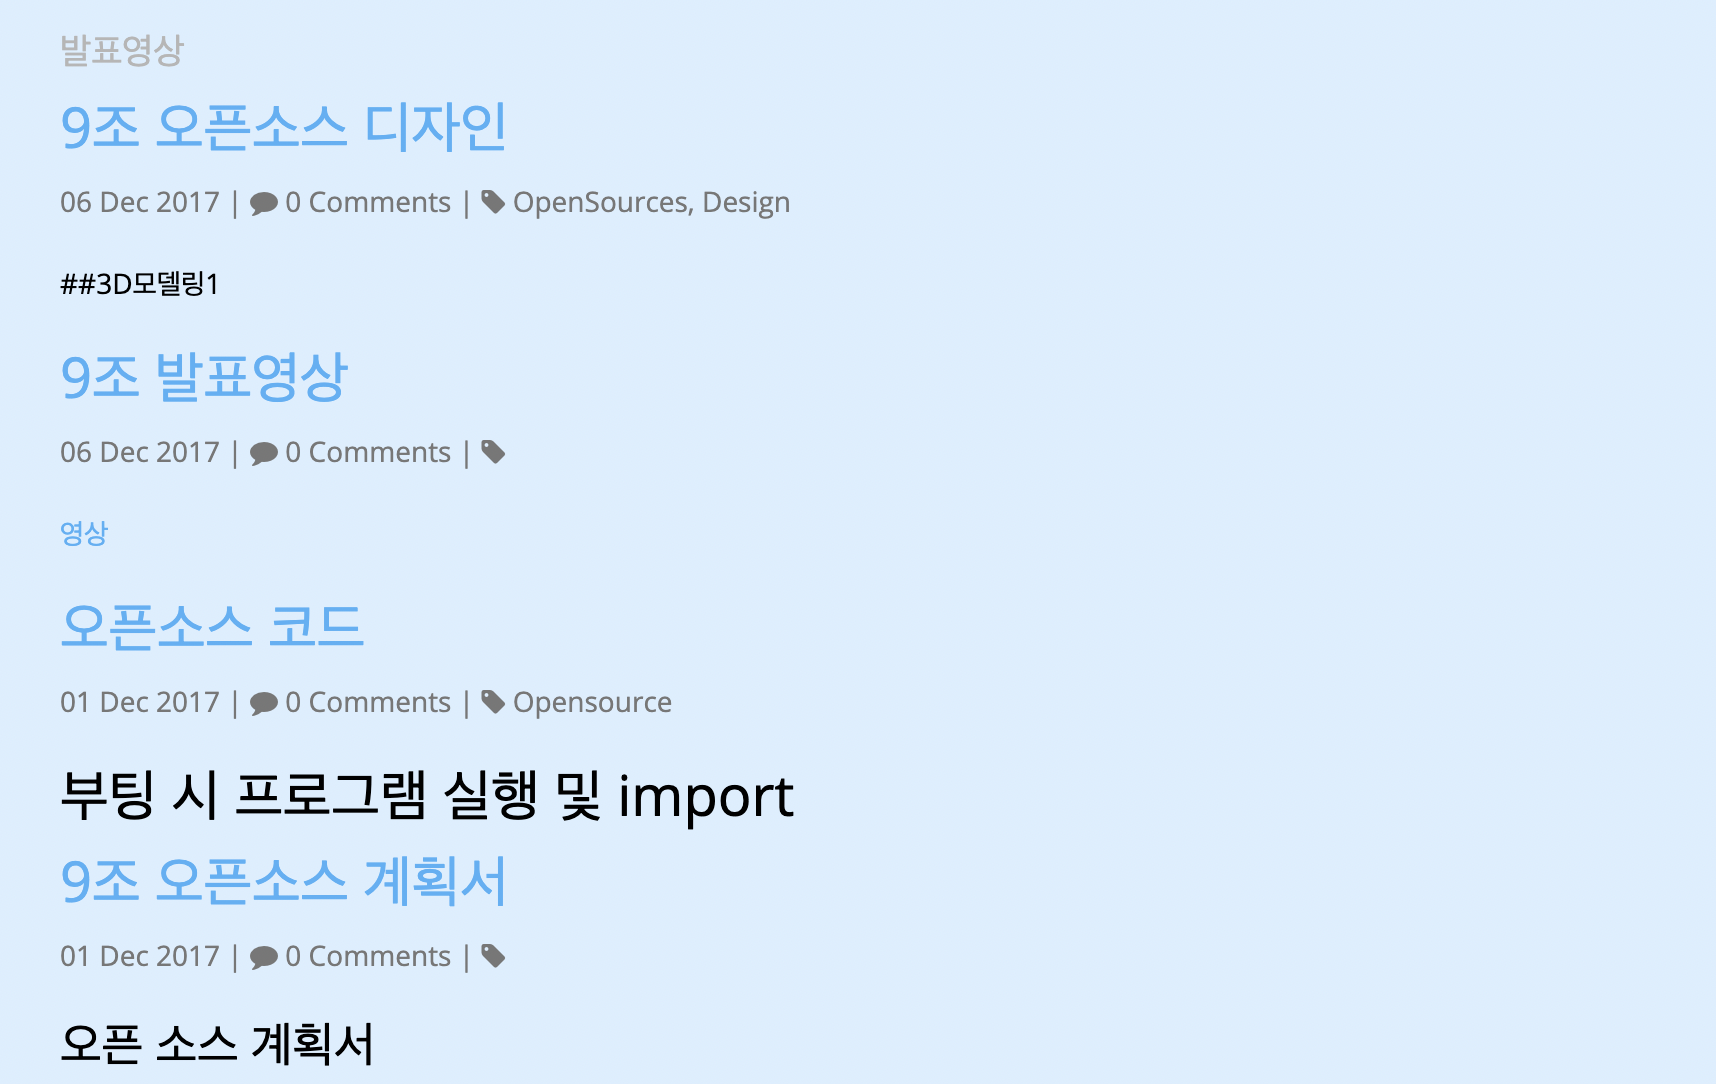 발표영상
9조 오픈소스 디자인
06 Dec 2017 | 0 Comments | OpenSources, Design
##3D모델링1
9조 발표영상
06 Dec 2017 | 0 Comments |
영상
오픈소스 코드
01 Dec 2017 | 0 Comments | Opensource
부팅 시 프로그램 실행 및 import
9조 오픈소스 계획서
01 Dec 2017 | 0 Comments |
오픈 소스 계획서